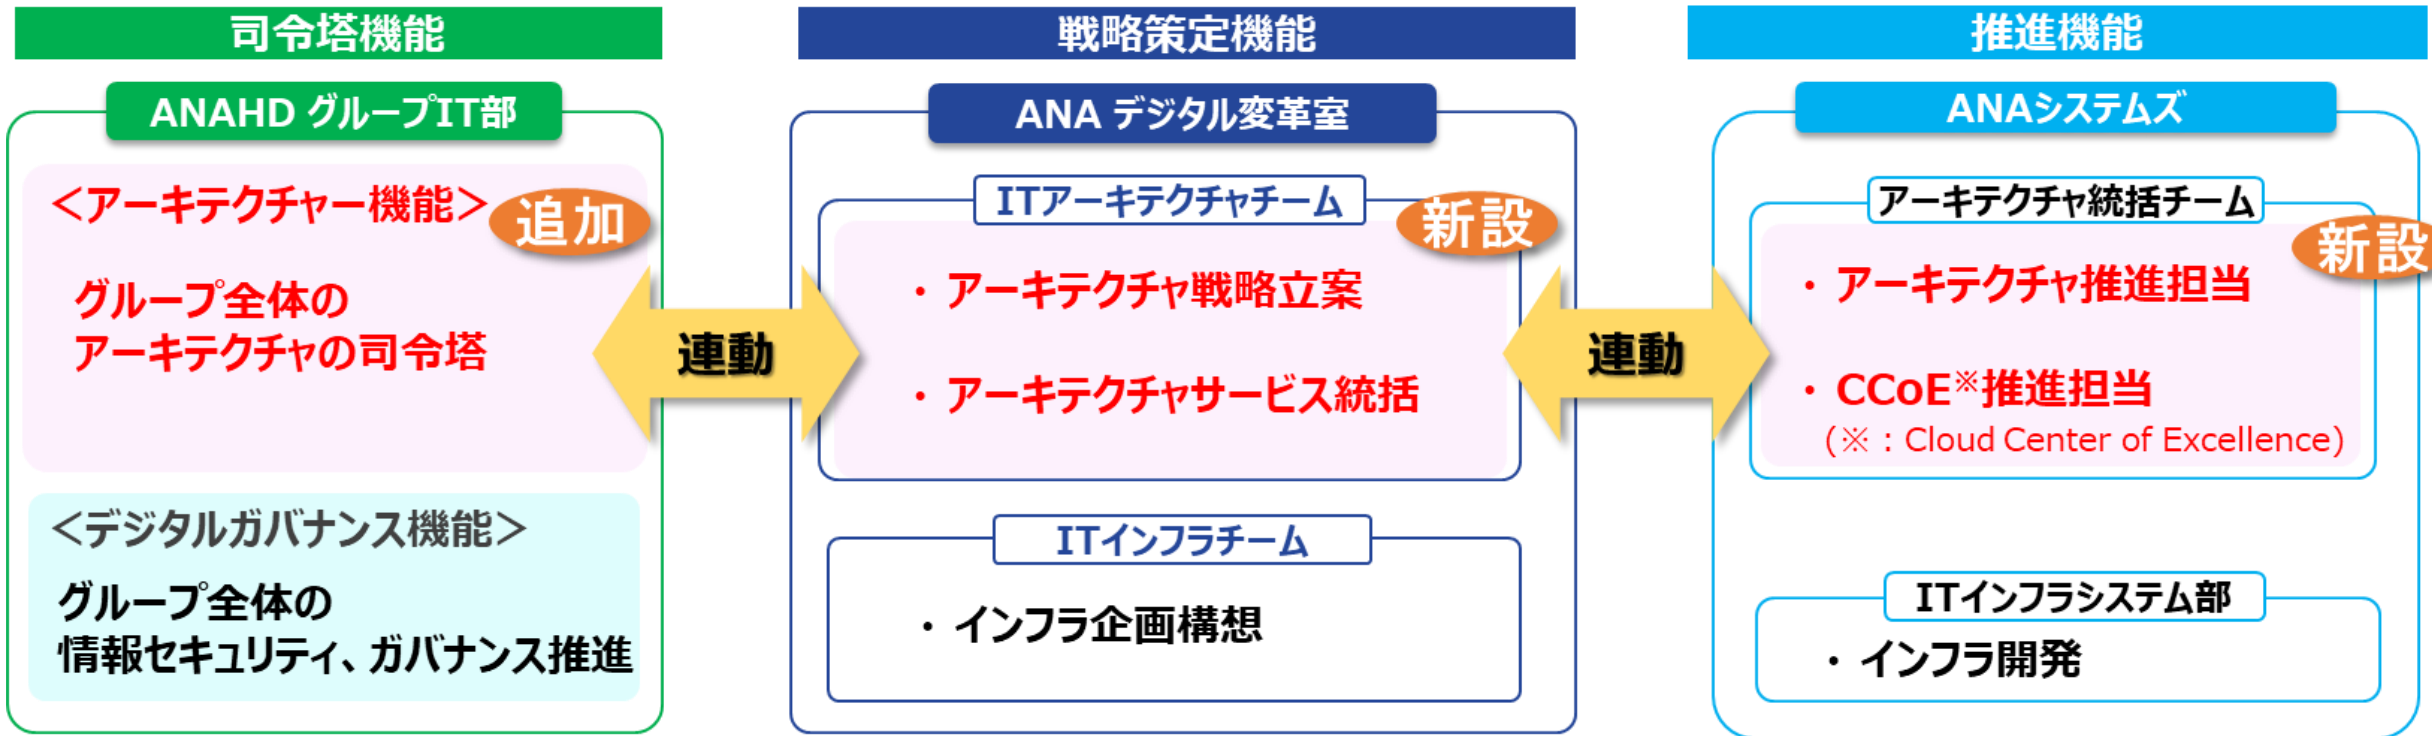 司令塔機能
ANAHD グループIT部
＜アーキテクチャー機能＞
追加
グループ全体の
アーキテクチャの司令塔
＜デジタルガバナンス機能＞
グループ全体の
情報セキュリティ、ガバナンス推進
連動
戦略策定機能
ANA デジタル変革室
ITアーキテクチャチーム
新設
・アーキテクチャ戦略立案
・アーキテクチャサービス統括
ITインフラチーム
・インフラ企画構想
連動
推進機能
ANAシステムズ
アーキテクチャ統括チーム
新設
・アーキテクチャ推進担当
・CCoE※推進担当
(※：Cloud Center of Excellence)
ITインフラシステム部
・インフラ開発